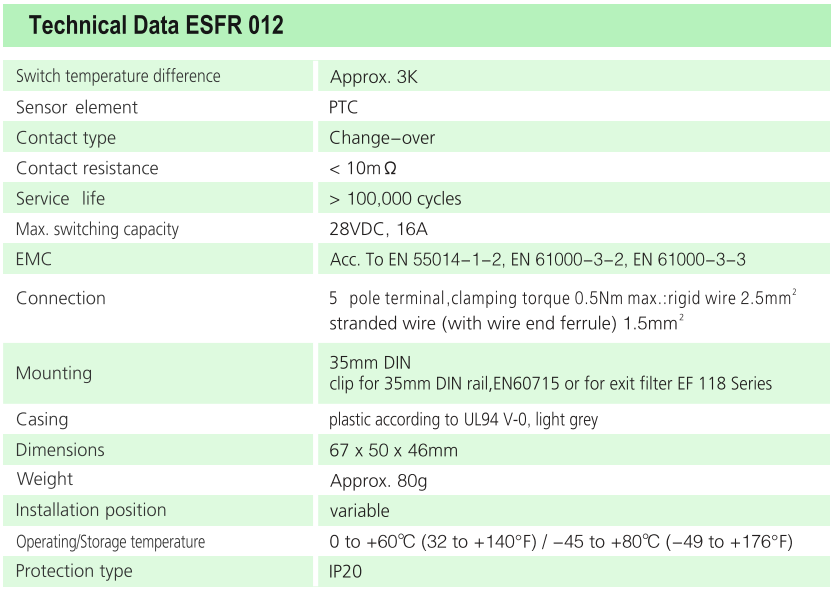 Technical Data ESFR 012
Switch temperature difference Approx. 3K
Sensor element PTC
Contact type Change-over
Contact resistance < 10mΩ
Service life > 100,000 cycles
Max. switching capacity 28VDC, 16A
EMC Acc. To EN 55014-1-2, EN 61000-3-2, EN 61000-3-3
Connection 5 pole terminal,clamping torque 0.5Nm max.:rigid wire 2.5mm²
stranded wire (with wire end ferrule) 1.5mm²
Mounting 35mm DIN
clip for 35mm DIN rail,EN60715 or for exit filter EF 118 Series
Casing plastic according to UL94 V-0, light grey
Dimensions 67 x 50 x 46mm
Weight Approx. 80g
Installation position variable
Operating/Storage temperature 0 to +60℃ (32 to +140°F) / -45 to +80℃ (-49 to +176°F)
Protection type IP20